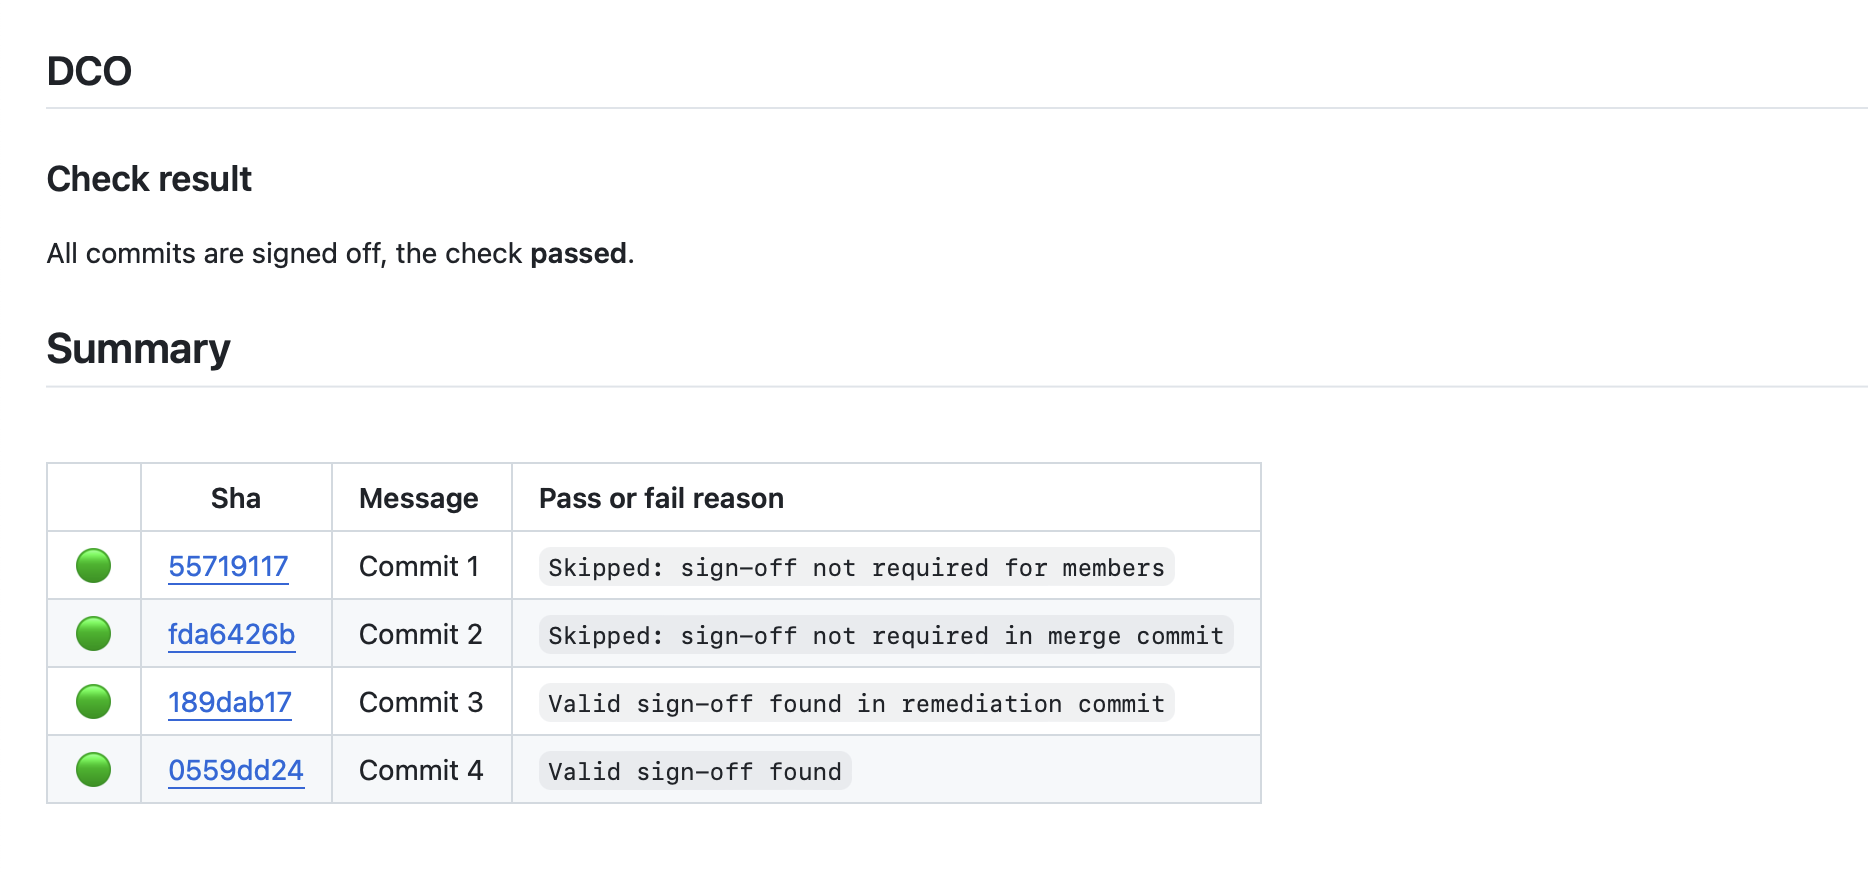 DCO
Check result
All commits are signed off, the check passed.
Summary
Sha Message Pass or fail reason
55719117 Commit 1 Skipped: sign-off not required for members
fda6426b Commit 2 Skipped: sign-off not required in merge commit
189dab17 Commit 3 Valid sign-off found in remediation commit
0559dd24 Commit 4 Valid sign-off found